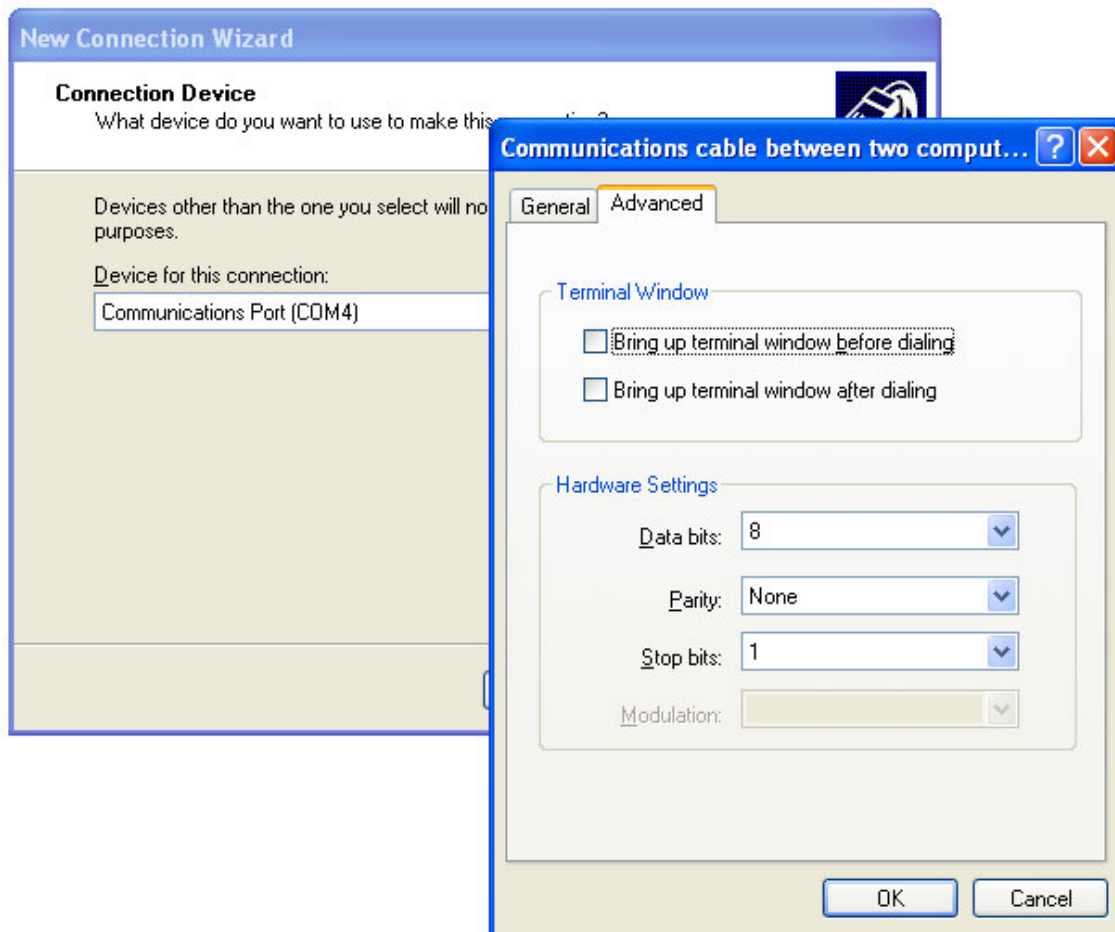 New Connection Wizard
Connection Device
What device do you want to use to make this
Devices other than the one you select will no
purposes.
Device for this connection:
Communications Port (COM4)
Communications cable between two comput... ?
General Advanced
Terminal Window
Bring up terminal window before dialing
Bring up terminal window after dialing
Hardware Settings
Data bits: 8
Parity: None
Stop bits: 1
Modulation:
OK Cancel